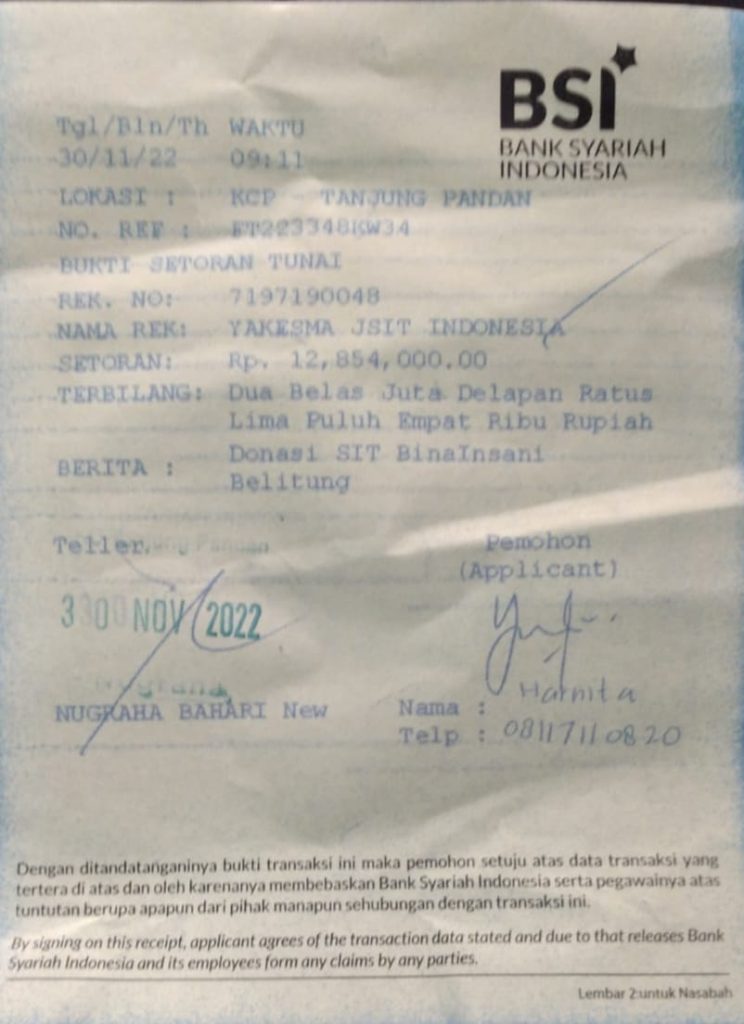 BSI
BANK SYARIAH
INDONESIA
Tgl/Bln/Th WAKTU
30/11/22 09:11
LOKASI : KCP - TANJUNG PANDAN
NO. REF : FT223348KW34
BUKTI SETORAN TUNAI
REK. NO: 7197190048
NAMA REK: YAKESMA JSIT INDONESIA
SETORAN: Rp. 12,854,000.00
TERBILANG: Dua Belas Juta Delapan Ratus
Lima Puluh Empat Ribu Rupiah
BERITA : Donasi SIT BinaInsani
Belitung
Teller, Pemohon
(Applicant)
NOV 2022
Harnita
NUGRAHA BAHARI New Nama :
Telp : 08117110820
Dengan ditandatanganinya bukti transaksi ini maka pemohon setuju atas data transaksi yang
tertera di atas dan oleh karenanya membebaskan Bank Syariah Indonesia serta pegawainya atas
tuntutan berupa apapun dari pihak manapun sehubungan dengan transaksi ini.
By signing on this receipt, applicant agrees of the transaction data stated and due to that releases Bank
Syariah Indonesia and its employees form any claims by any parties.
Lembar 2:untuk Nasabah